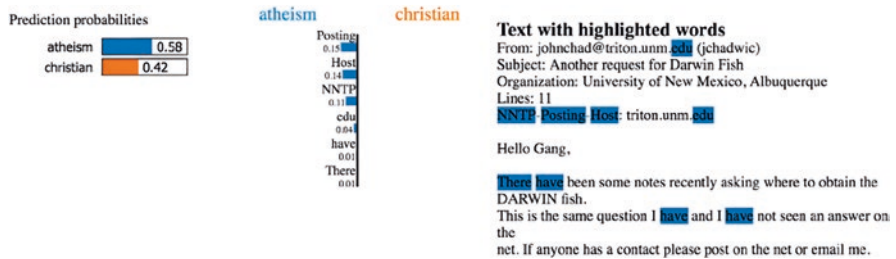 Prediction probabilities
atheism 0.58
christian 0.42
atheism christian
Posting
0.15
Host
0.14
NNTP
0.11
edu
0.04
have
0.01
There
0.01
Text with highlighted words
From: johnchad@triton.unm.edu (jchadwic)
Subject: Another request for Darwin Fish
Organization: University of New Mexico, Albuquerque
Lines: 11
NNTP-Posting-Host: triton.unm.edu
Hello Gang,
There have been some notes recently asking where to obtain the
DARWIN fish.
This is the same question I have and I have not seen an answer on
the
net. If anyone has a contact please post on the net or email me.